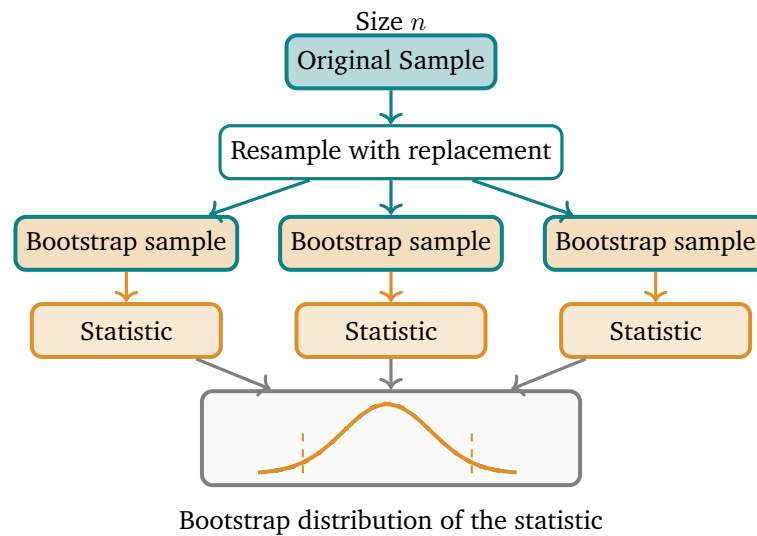 Size n
Original Sample
Resample with replacement
Bootstrap sample
Bootstrap sample
Bootstrap sample
Statistic
Statistic
Statistic
Bootstrap distribution of the statistic